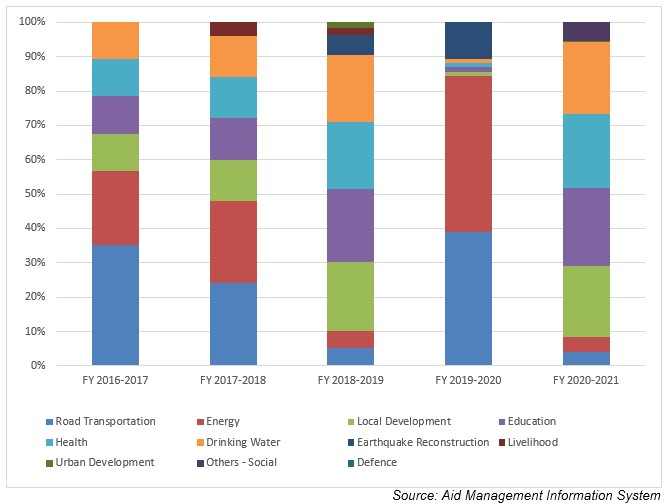 100%
90%
80%
70%
60%
50%
40%
30%
20%
10%
0%
FY 2016-2017 FY 2017-2018 FY 2018-2019 FY 2019-2020 FY 2020-2021
Road Transportation Energy Local Development Education
Health Drinking Water Earthquake Reconstruction Livelihood
Urban Development Others - Social Defence
Source: Aid Management Information System